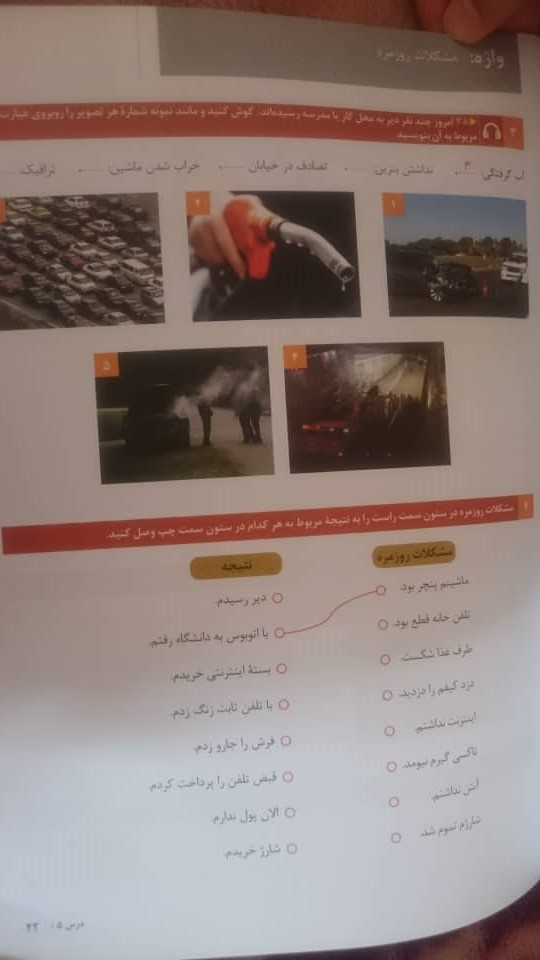 واژه: مشکلات روزمره
۳ ◄۳۸ امروز چند نفر دیر به محل کار یا مدرسه رسیده‌اند. گوش کنید و مانند نمونه شمارهٔ هر تصویر را روبروی عبارت
مربوط به آن بنویسید.
آب گرفتگی: ۴ نداشتن بنزین: تصادف در خیابان خراب شدن ماشین: ترافیک:
۱
۲
۴
۵
۴ مشکلات روزمره در ستون سمت راست را به نتیجهٔ مربوط به هر کدام در ستون سمت چپ وصل کنید.
مشکلات روزمره
ماشینم پنچر بود.
تلفن خانه قطع بود.
ظرف غذا شکست.
دزد کیفم را دزدید.
اینترنت نداشتم.
تاکسی گیرم نیومد.
آنتن نداشتم.
شارژم تموم شد.
نتیجه
دیر رسیدم.
با اتوبوس به دانشگاه رفتم.
بستهٔ اینترنتی خریدم.
با تلفن ثابت زنگ زدم.
فرش را جارو زدم.
قبض تلفن را پرداخت کردم.
الان پول ندارم.
شارژ خریدم.
درس ۵ | ۴۳